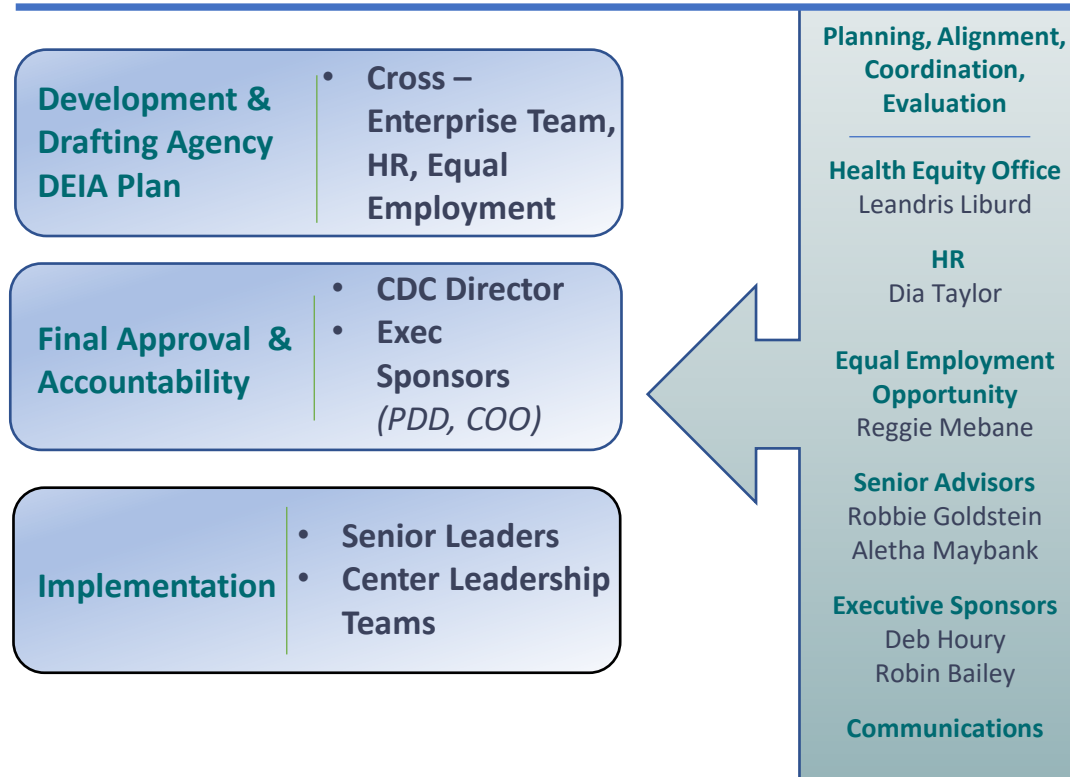 Development &
Drafting Agency
DEIA Plan
• Cross –
Enterprise Team,
HR, Equal
Employment
Final Approval &
Accountability
• CDC Director
• Exec
Sponsors
(PDD, COO)
Implementation
• Senior Leaders
• Center Leadership
Teams
Planning, Alignment,
Coordination,
Evaluation
Health Equity Office
Leandris Liburd
HR
Dia Taylor
Equal Employment
Opportunity
Reggie Mebane
Senior Advisors
Robbie Goldstein
Aletha Maybank
Executive Sponsors
Deb Houry
Robin Bailey
Communications